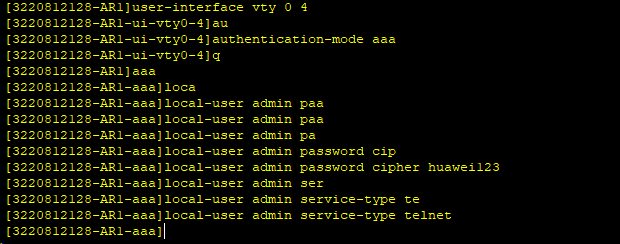 [3220812128-AR1]user-interface vty 0 4
[3220812128-AR1-ui-vty0-4]au
[3220812128-AR1-ui-vty0-4]authentication-mode aaa
[3220812128-AR1-ui-vty0-4]q
[3220812128-AR1]aaa
[3220812128-AR1-aaa]loca
[3220812128-AR1-aaa]local-user admin paa
[3220812128-AR1-aaa]local-user admin paa
[3220812128-AR1-aaa]local-user admin pa
[3220812128-AR1-aaa]local-user admin password cip
[3220812128-AR1-aaa]local-user admin password cipher huawei123
[3220812128-AR1-aaa]local-user admin ser
[3220812128-AR1-aaa]local-user admin service-type te
[3220812128-AR1-aaa]local-user admin service-type telnet
[3220812128-AR1-aaa]